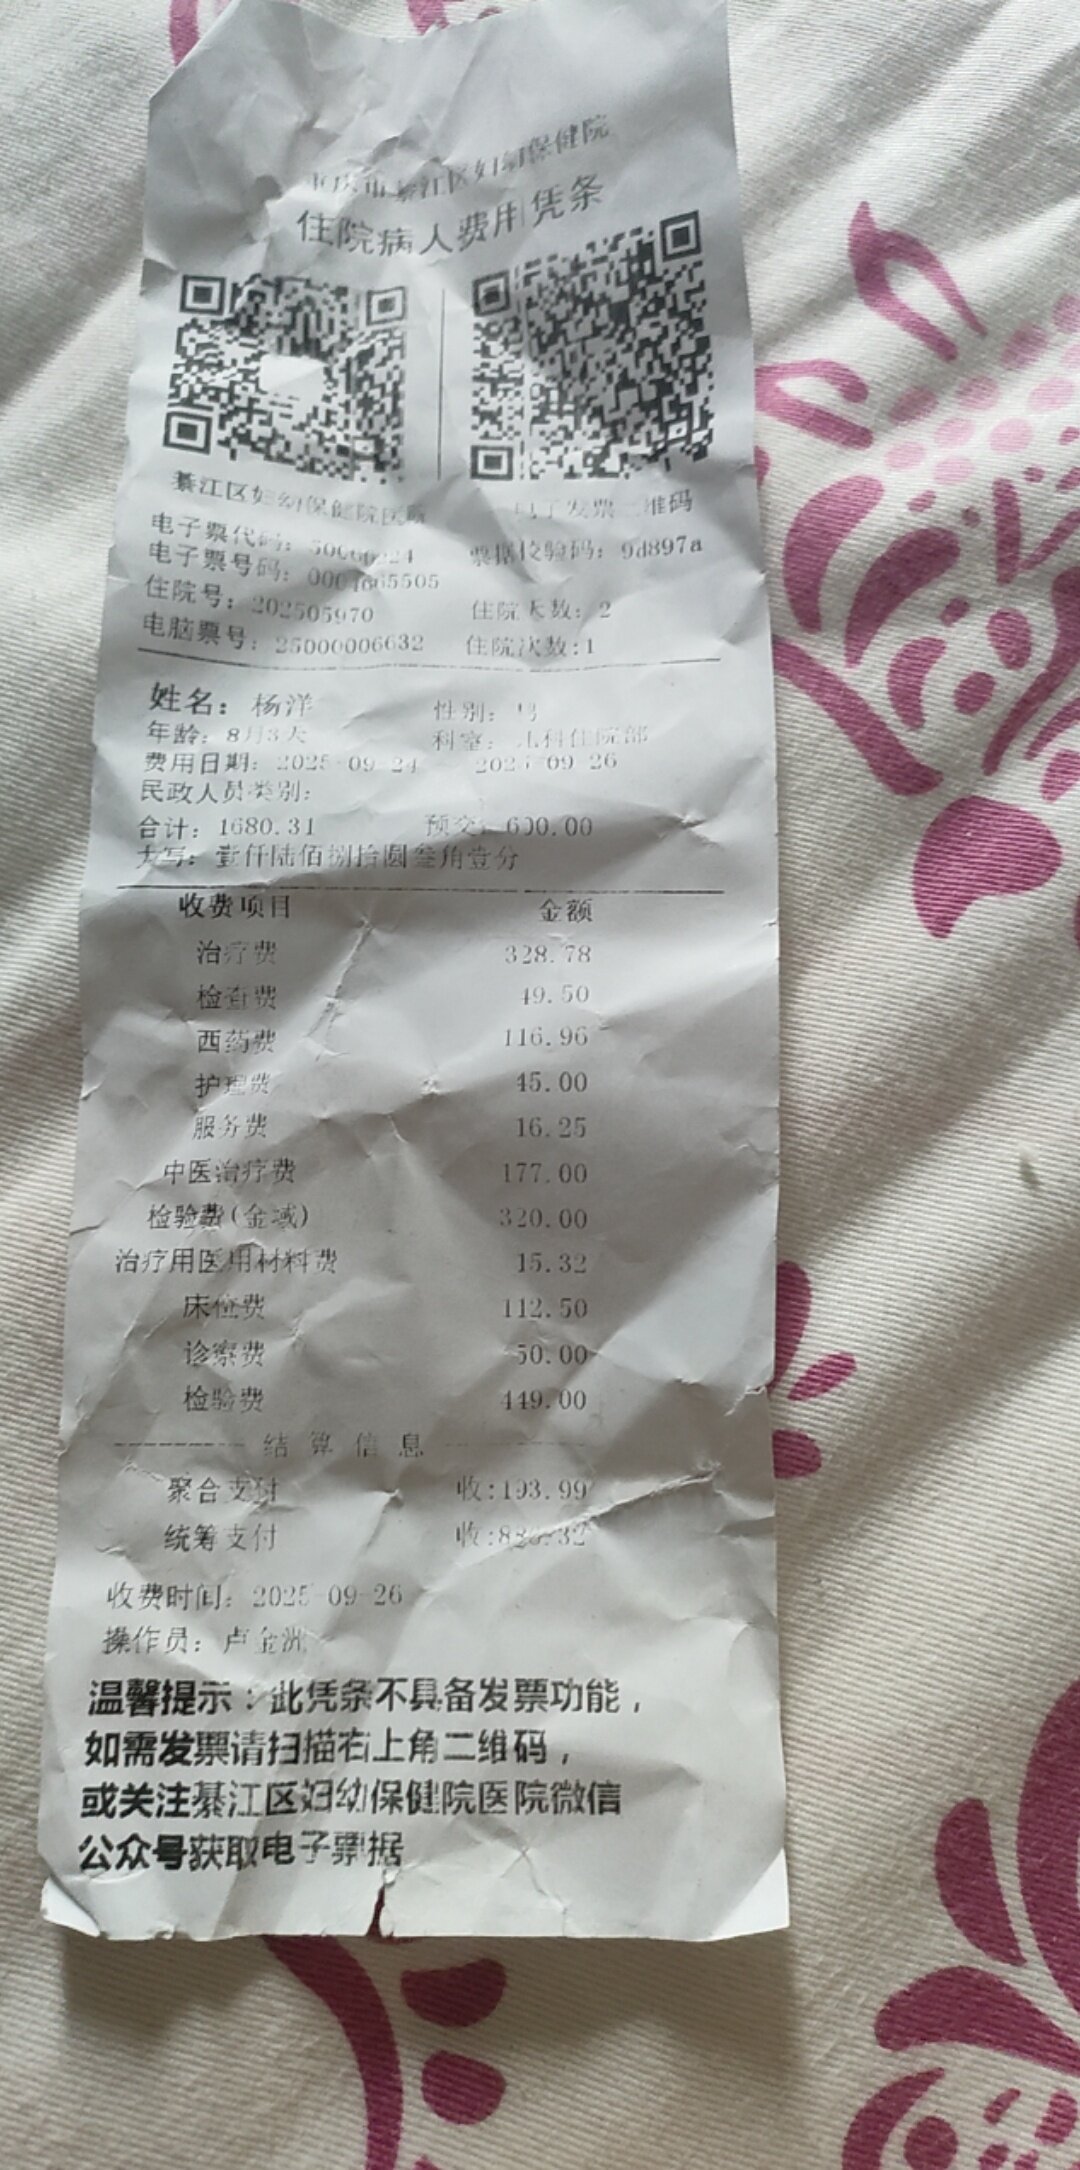 重庆市綦江区妇幼保健院
住院病人费用凭条
綦江区妇幼保健院医院 电子发票二维码
电子票代码: 票据校验码: 9d897a
电子票号码:
住院号: 202505970 住院天数: 2
电脑票号: 25000006632 住院次数:1
姓名: 杨洋 性别: 男
年龄: 8月3天 科室: 儿科住院部
费用日期: 2025-09-24 2025-09-26
民政人员类别:
合计: 1680.31 预交: 600.00
大写: 壹仟陆佰捌拾圆叁角壹分
收费项目 金额
治疗费 328.78
检查费 49.50
西药费 116.96
护理费 45.00
服务费 16.25
中医治疗费 177.00
检验费(金域) 320.00
治疗用医用材料费 15.32
床位费 112.50
诊察费 50.00
检验费 449.00
结 算 信 息
聚合支付 收:193.99
统筹支付 收:
收费时间: 2025-09-26
操作员: 卢金洲
温馨提示:此凭条不具备发票功能,
如需发票请扫描右上角二维码,
或关注綦江区妇幼保健院医院微信
公众号获取电子票据